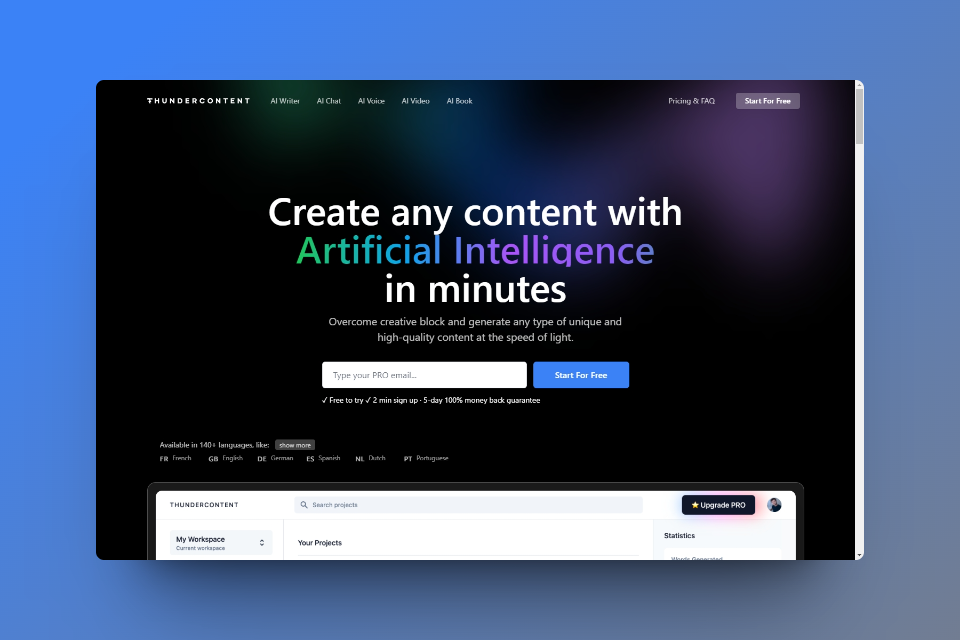 THUNDERCONTENT AI Writer AI Chat AI Voice AI Video AI Book Pricing & FAQ Start For Free
Create any content with
Artificial Intelligence
in minutes
Overcome creative block and generate any type of unique and
high-quality content at the speed of light.
Type your PRO email... Start For Free
✓ Free to try ✓ 2 min sign up · 5-day 100% money back guarantee
Available in 140+ languages, like: show more
FR French GB English DE German ES Spanish NL Dutch PT Portuguese
THUNDERCONTENT Search projects ⭐ Upgrade PRO
My Workspace
Current workspace
Your Projects
Statistics
Words Generated